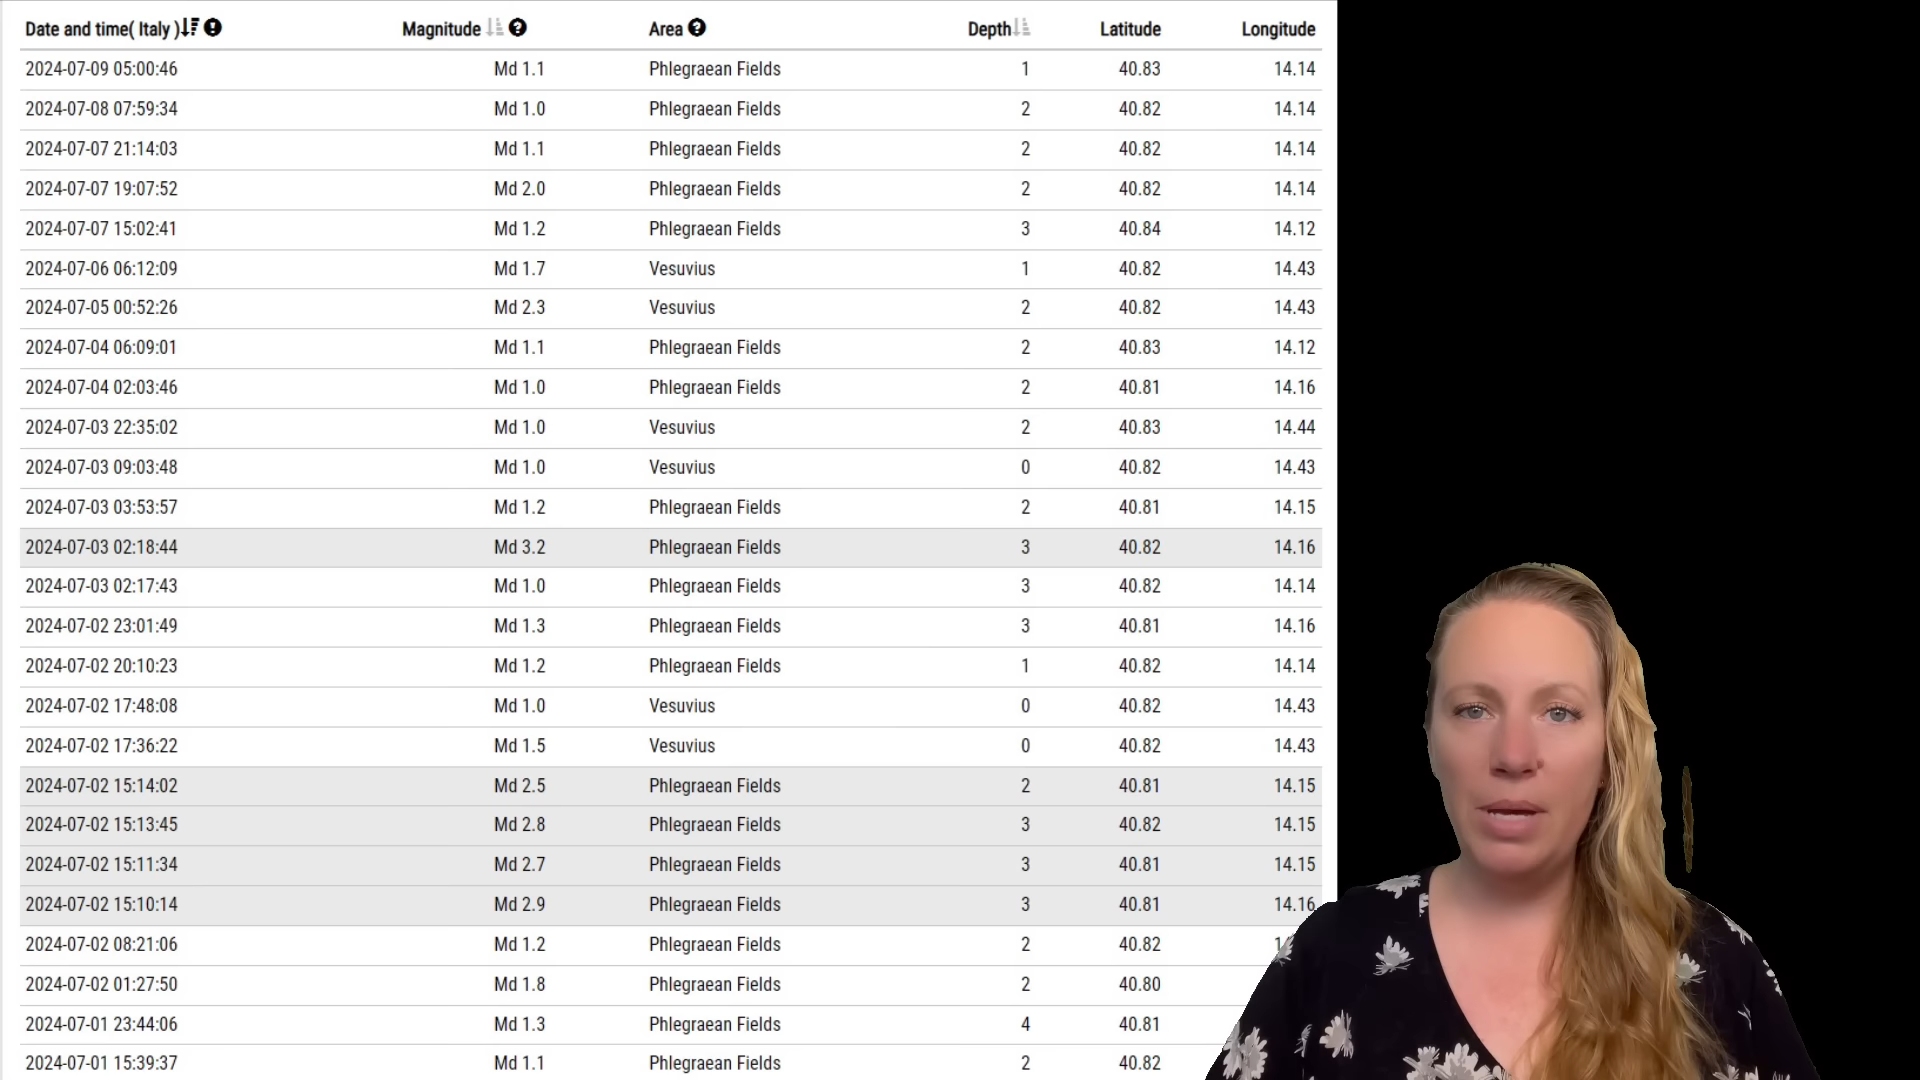 Date and time( Italy ) Magnitude Area Depth Latitude Longitude
2024-07-09 05:00:46 Md 1.1 Phlegraean Fields 1 40.83 14.14
2024-07-08 07:59:34 Md 1.0 Phlegraean Fields 2 40.82 14.14
2024-07-07 21:14:03 Md 1.1 Phlegraean Fields 2 40.82 14.14
2024-07-07 19:07:52 Md 2.0 Phlegraean Fields 2 40.82 14.14
2024-07-07 15:02:41 Md 1.2 Phlegraean Fields 3 40.84 14.12
2024-07-06 06:12:09 Md 1.7 Vesuvius 1 40.82 14.43
2024-07-05 00:52:26 Md 2.3 Vesuvius 2 40.82 14.43
2024-07-04 06:09:01 Md 1.1 Phlegraean Fields 2 40.83 14.12
2024-07-04 02:03:46 Md 1.0 Phlegraean Fields 2 40.81 14.16
2024-07-03 22:35:02 Md 1.0 Vesuvius 2 40.83 14.44
2024-07-03 09:03:48 Md 1.0 Vesuvius 0 40.82 14.43
2024-07-03 03:53:57 Md 1.2 Phlegraean Fields 2 40.81 14.15
2024-07-03 02:18:44 Md 3.2 Phlegraean Fields 3 40.82 14.16
2024-07-03 02:17:43 Md 1.0 Phlegraean Fields 3 40.82 14.14
2024-07-02 23:01:49 Md 1.3 Phlegraean Fields 3 40.81 14.16
2024-07-02 20:10:23 Md 1.2 Phlegraean Fields 1 40.82 14.14
2024-07-02 17:48:08 Md 1.0 Vesuvius 0 40.82 14.43
2024-07-02 17:36:22 Md 1.5 Vesuvius 0 40.82 14.43
2024-07-02 15:14:02 Md 2.5 Phlegraean Fields 2 40.81 14.15
2024-07-02 15:13:45 Md 2.8 Phlegraean Fields 3 40.82 14.15
2024-07-02 15:11:34 Md 2.7 Phlegraean Fields 3 40.81 14.15
2024-07-02 15:10:14 Md 2.9 Phlegraean Fields 3 40.81 14.16
2024-07-02 08:21:06 Md 1.2 Phlegraean Fields 2 40.82
2024-07-02 01:27:50 Md 1.8 Phlegraean Fields 2 40.80
2024-07-01 23:44:06 Md 1.3 Phlegraean Fields 4 40.81
2024-07-01 15:39:37 Md 1.1 Phlegraean Fields 2 40.82